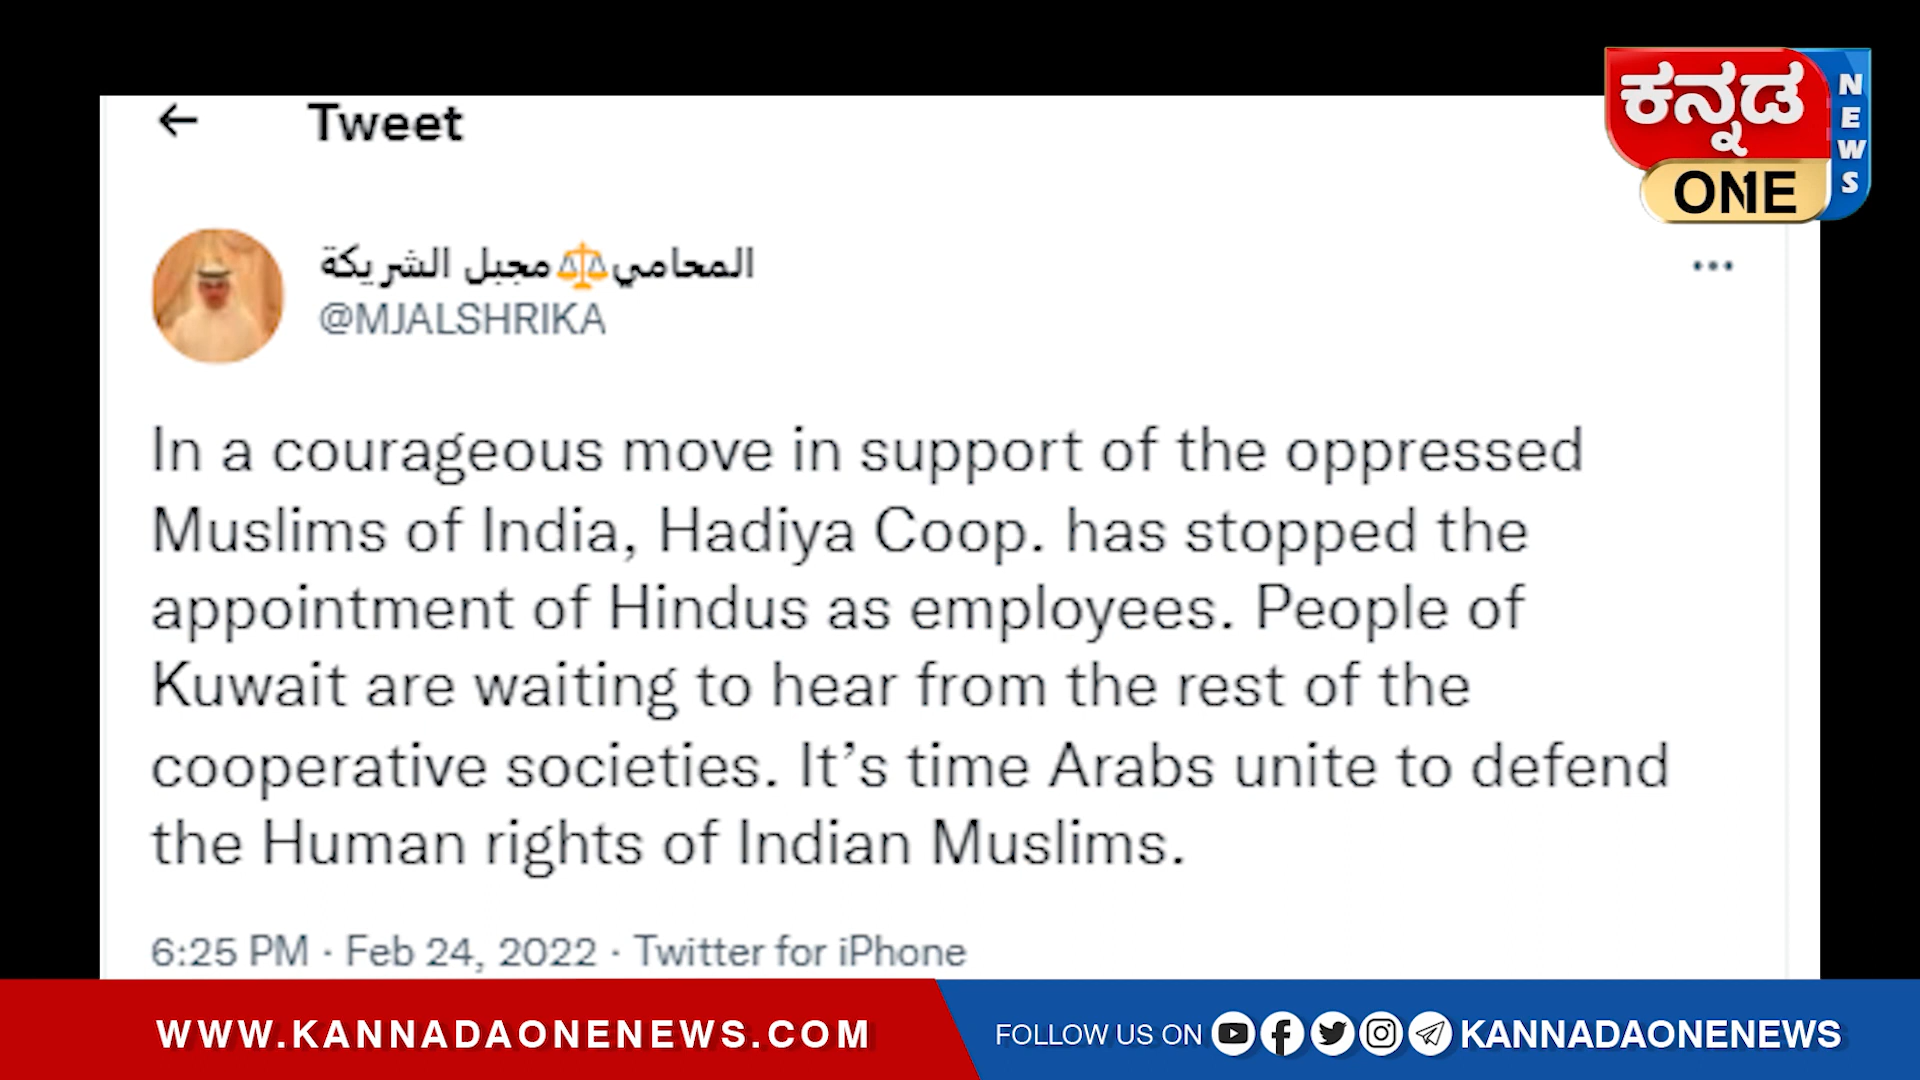 Tweet
ಕನ್ನಡ
NEWS
ONE
المحامي⚖️مجبل الشريكة
@MJALSHRIKA
In a courageous move in support of the oppressed
Muslims of India, Hadiya Coop. has stopped the
appointment of Hindus as employees. People of
Kuwait are waiting to hear from the rest of the
cooperative societies. It’s time Arabs unite to defend
the Human rights of Indian Muslims.
6:25 PM · Feb 24, 2022 · Twitter for iPhone
WWW.KANNADAONENEWS.COM
FOLLOW US ON KANNADAONENEWS